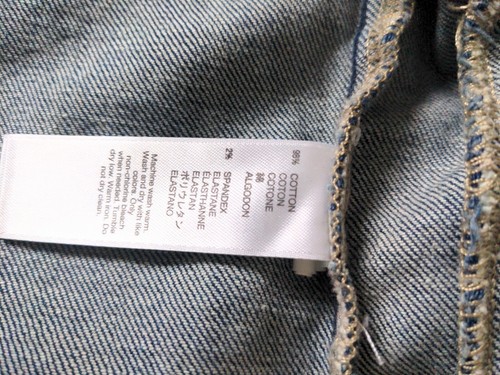 98% COTTON
COTON
COTONE
綿
ALGODON
2% SPANDEX
ELASTANE
ELASTHANNE
ELASTAN
ポリウレタン
ELASTANO
Machine wash warm.
Wash and dry with like
colors. Only
non-chlorine bleach
when needed. Tumble
dry low. Warm iron. Do
not dry clean.